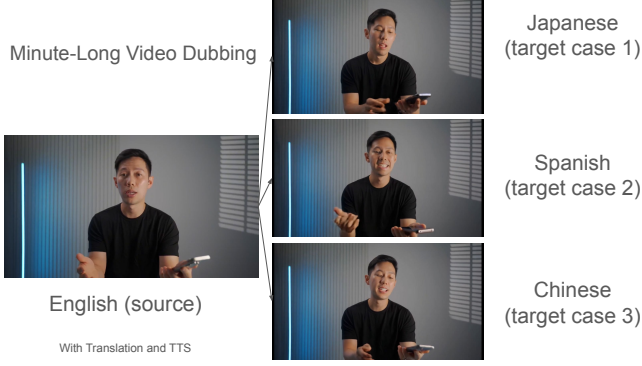 Minute-Long Video Dubbing
Japanese
(target case 1)
Spanish
(target case 2)
English (source)
Chinese
(target case 3)
With Translation and TTS